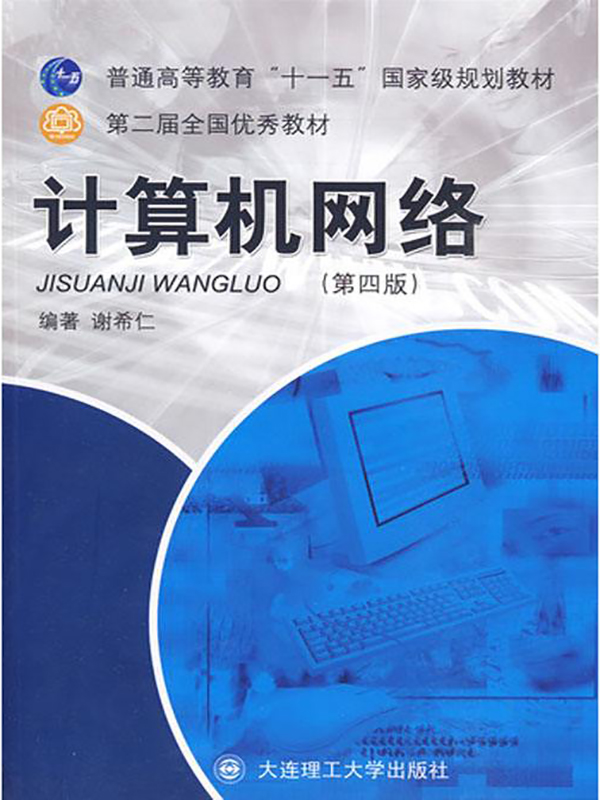 普通高等教育“十一五”国家级规划教材
第二届全国优秀教材
计算机网络
JISUANJI WANGLUO （第四版）
编著 谢希仁
大连理工大学出版社